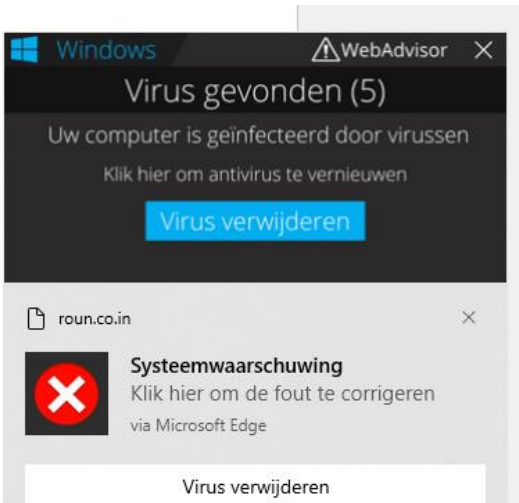 Windows WebAdvisor
Virus gevonden (5)
Uw computer is geïnfecteerd door virussen
Klik hier om antivirus te vernieuwen
Virus verwijderen
roun.co.in
Systeemwaarschuwing
Klik hier om de fout te corrigeren
via Microsoft Edge
Virus verwijderen